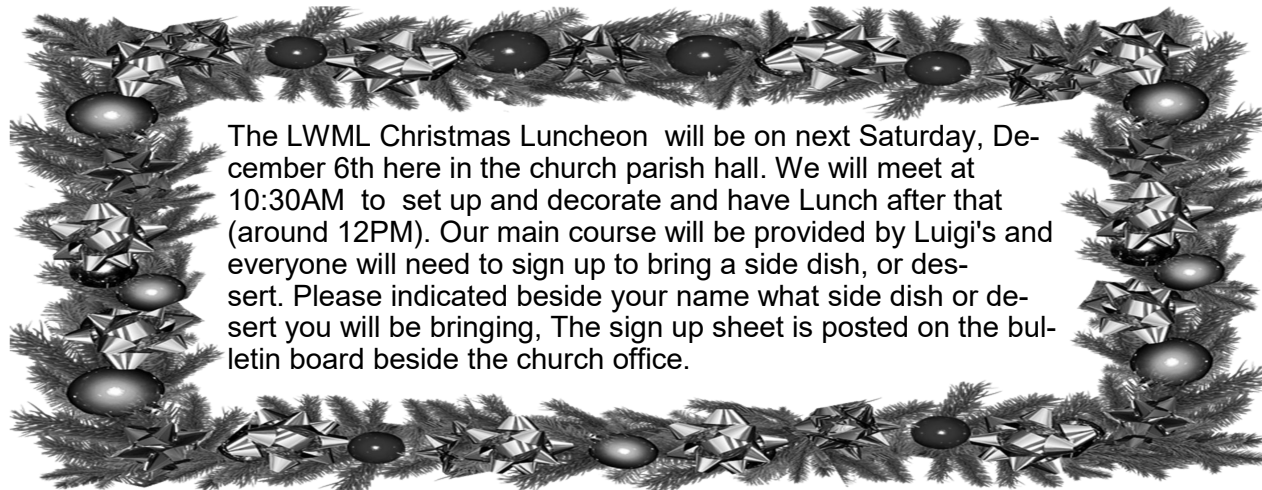 The LWML Christmas Luncheon  will be on next Saturday, De-
cember 6th here in the church parish hall. We will meet at
10:30AM  to  set up and decorate and have Lunch after that
(around 12PM). Our main course will be provided by Luigi's and
everyone will need to sign up to bring a side dish, or des-
sert. Please indicated beside your name what side dish or de-
sert you will be bringing, The sign up sheet is posted on the bul-
letin board beside the church office.